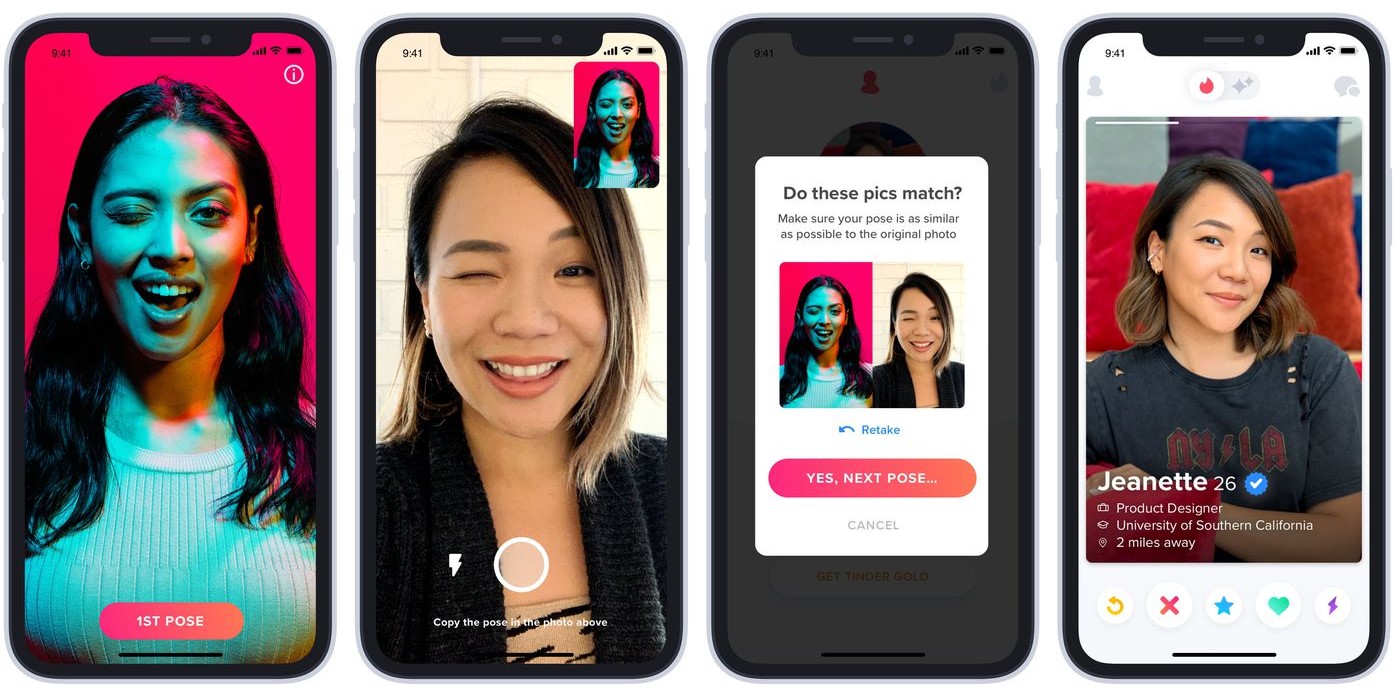 9:41
1ST POSE
9:41
Copy the pose in the photo above
9:41
Do these pics match?
Make sure your pose is as similar
as possible to the original photo
Retake
YES, NEXT POSE...
CANCEL
GET TINDER GOLD
9:41
NY LA
Jeanette 26
Product Designer
University of Southern California
2 miles away